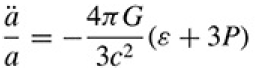 ä/a = −4πG/3c²(ε + 3P)